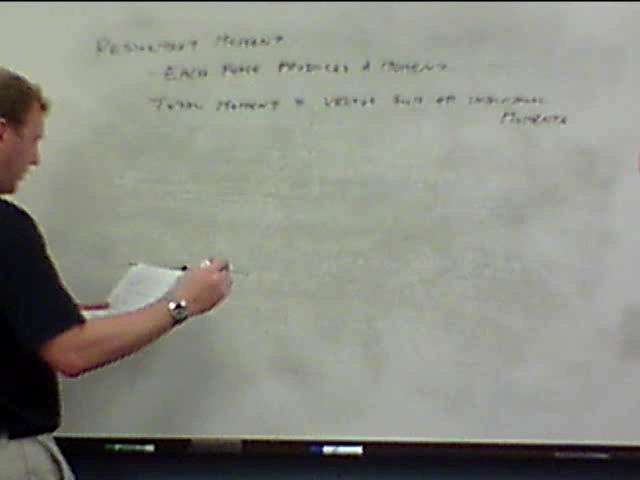 RESULTANT MOMENT
- EACH FORCE PRODUCES A MOMENT
TOTAL MOMENT = VECTOR SUM OF INDIVIDUAL
MOMENTS